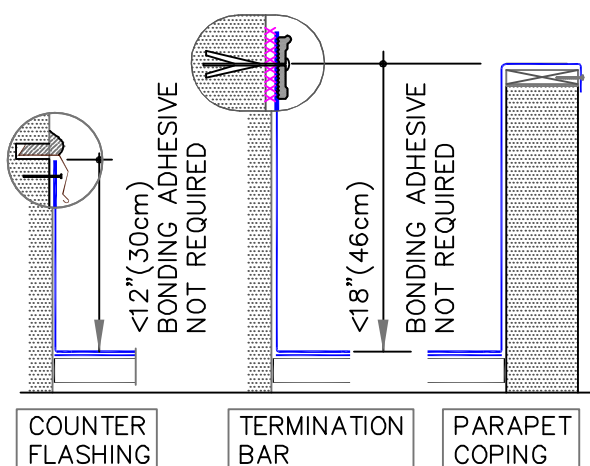 <12"(30cm)
BONDING ADHESIVE
NOT REQUIRED
<18"(46cm)
BONDING ADHESIVE
NOT REQUIRED
COUNTER
FLASHING
TERMINATION
BAR
PARAPET
COPING